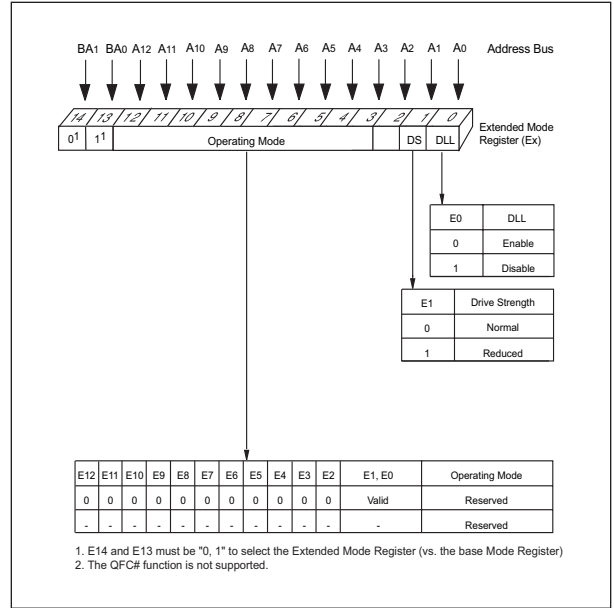 BA1 BA0 A12 A11 A10 A9 A8 A7 A6 A5 A4 A3 A2 A1 A0 Address Bus
14 13 12 11 10 9 8 7 6 5 4 3 2 1 0
Extended Mode
Register (Ex)
0¹ 1¹ Operating Mode DS DLL
E0 DLL
0 Enable
1 Disable
E1 Drive Strength
0 Normal
1 Reduced
E12 E11 E10 E9 E8 E7 E6 E5 E4 E3 E2 E1, E0 Operating Mode
0 0 0 0 0 0 0 0 0 0 0 Valid Reserved
- - - - - - - - - - - - Reserved
1. E14 and E13 must be "0, 1" to select the Extended Mode Register (vs. the base Mode Register)
2. The QFC# function is not supported.